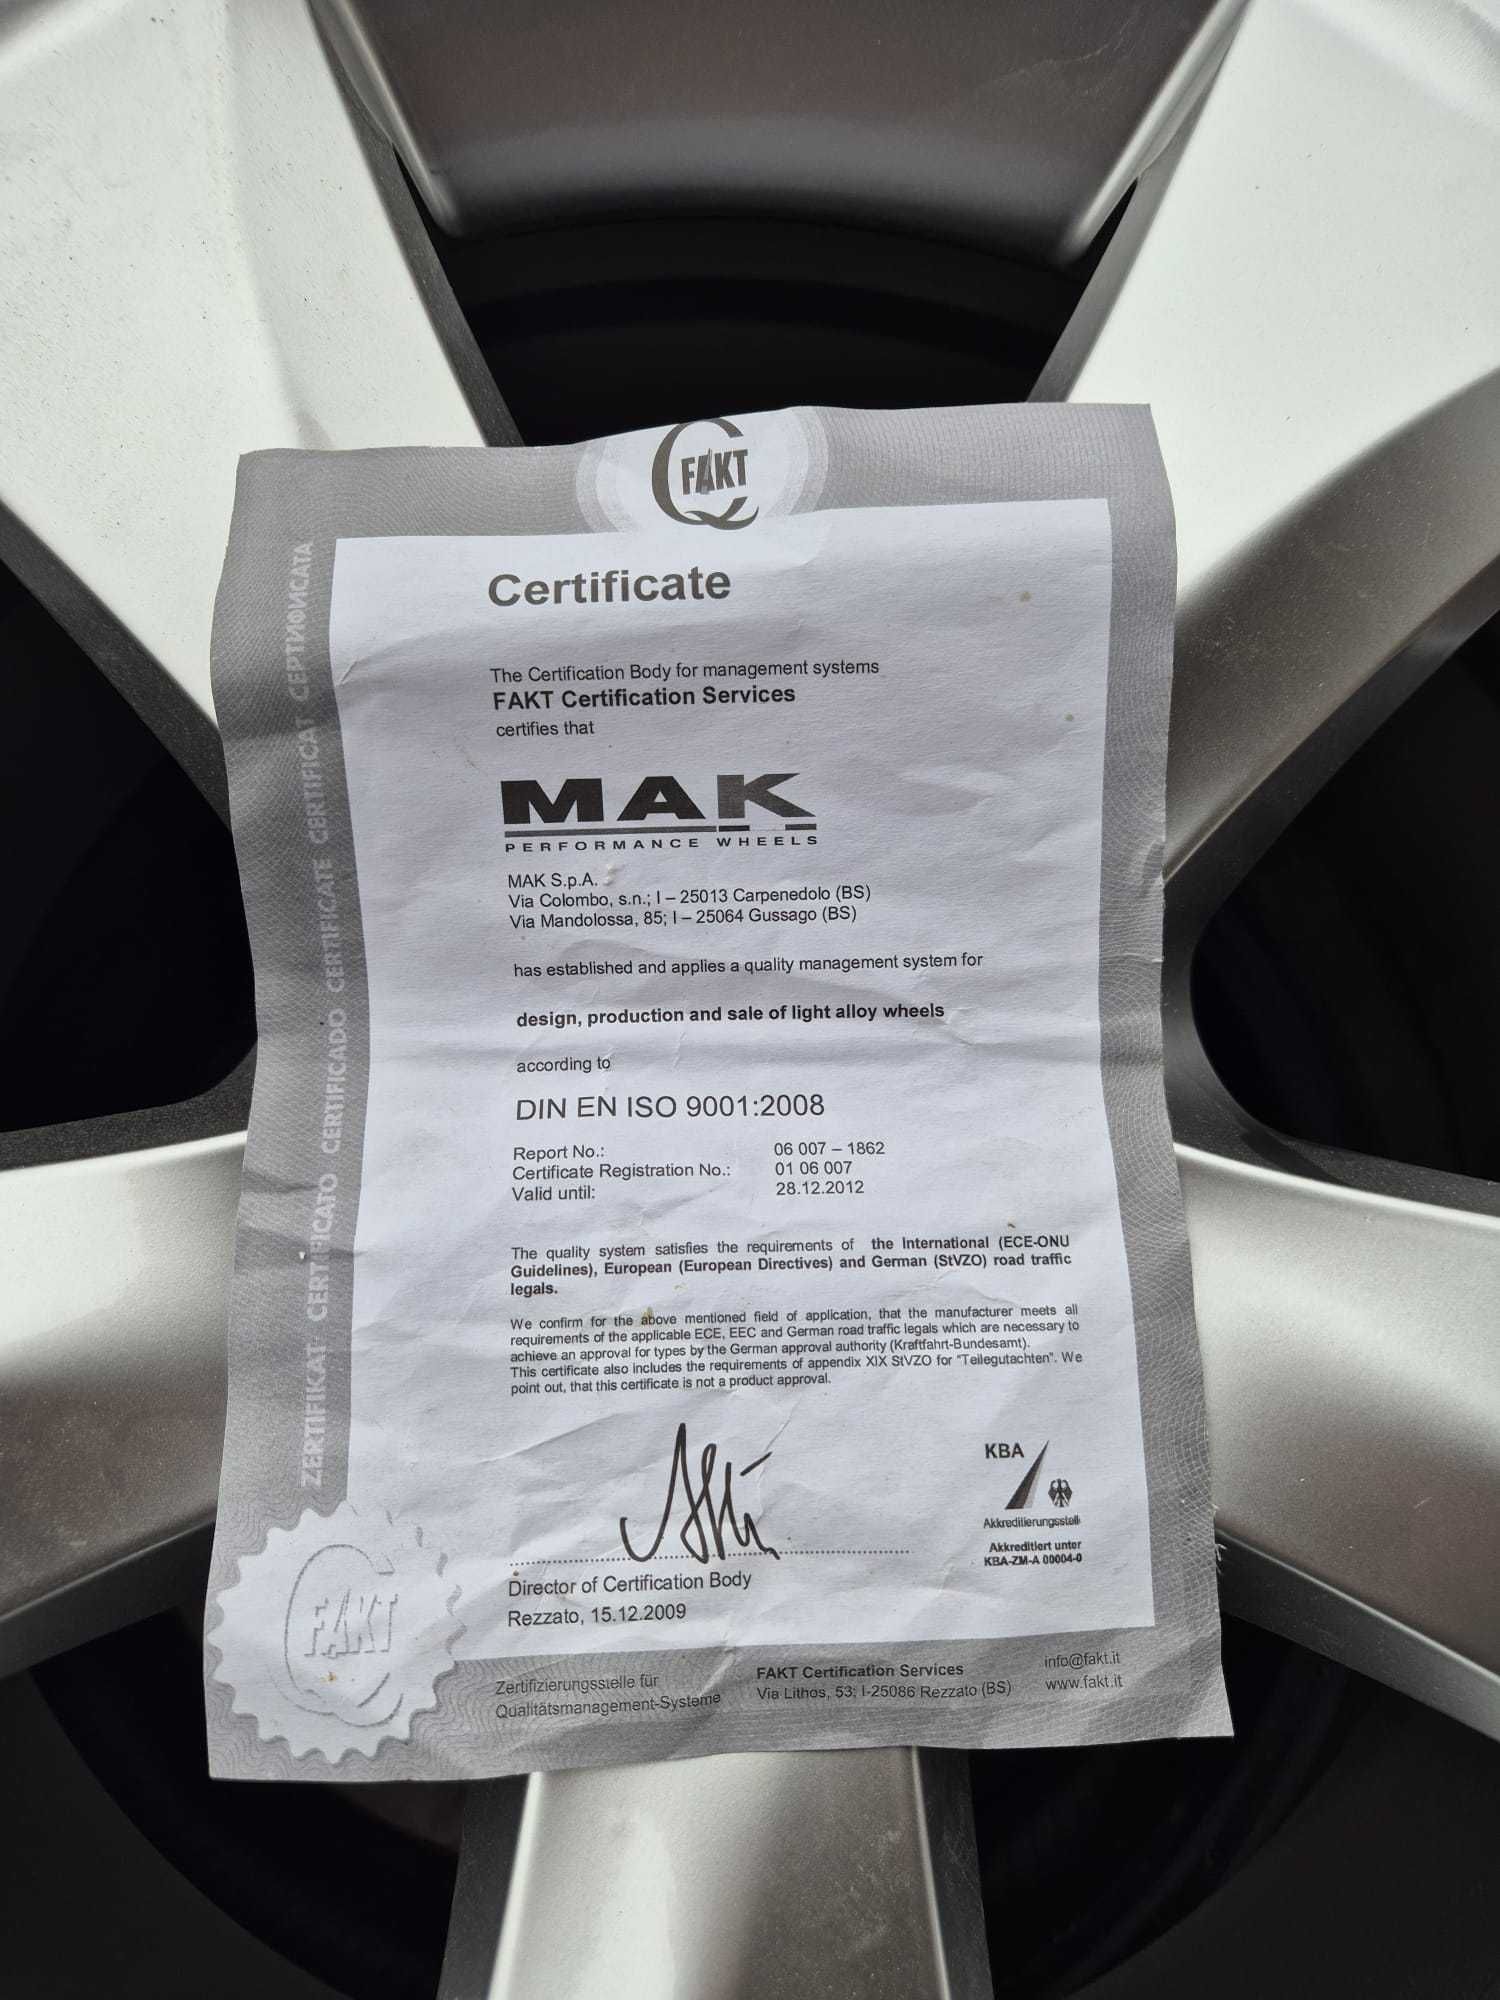 FAKT
Certificate
The Certification Body for management systems
FAKT Certification Services
certifies that
MAK
PERFORMANCE WHEELS
MAK S.p.A.
Via Colombo, s.n.; I – 25013 Carpenedolo (BS)
Via Mandolossa, 85; I – 25064 Gussago (BS)
has established and applies a quality management system for
design, production and sale of light alloy wheels
according to
DIN EN ISO 9001:2008
Report No.: 06 007 – 1862
Certificate Registration No.: 01 06 007
Valid until: 28.12.2012
The quality system satisfies the requirements of the International (ECE-ONU
Guidelines), European (European Directives) and German (StVZO) road traffic
legals.
We confirm for the above mentioned field of application, that the manufacturer meets all
requirements of the applicable ECE, EEC and German road traffic legals which are necessary to
achieve an approval for types by the German approval authority (Kraftfahrt-Bundesamt).
This certificate also includes the requirements of appendix XIX StVZO for "Teilegutachten". We
point out, that this certificate is not a product approval.
KBA
Akkreditierungsstelle
Akkreditiert unter
KBA-ZM-A 00004-0
Director of Certification Body
Rezzato, 15.12.2009
ZERTIFIKAT CERTIFICATO CERTIFICADO CERTIFICATE CERTIFICAT
FAKT
Zertifizierungsstelle für
Qualitätsmanagement-Systeme
FAKT Certification Services
Via Lithos, 53; I-25086 Rezzato (BS)
info@fakt.it
www.fakt.it